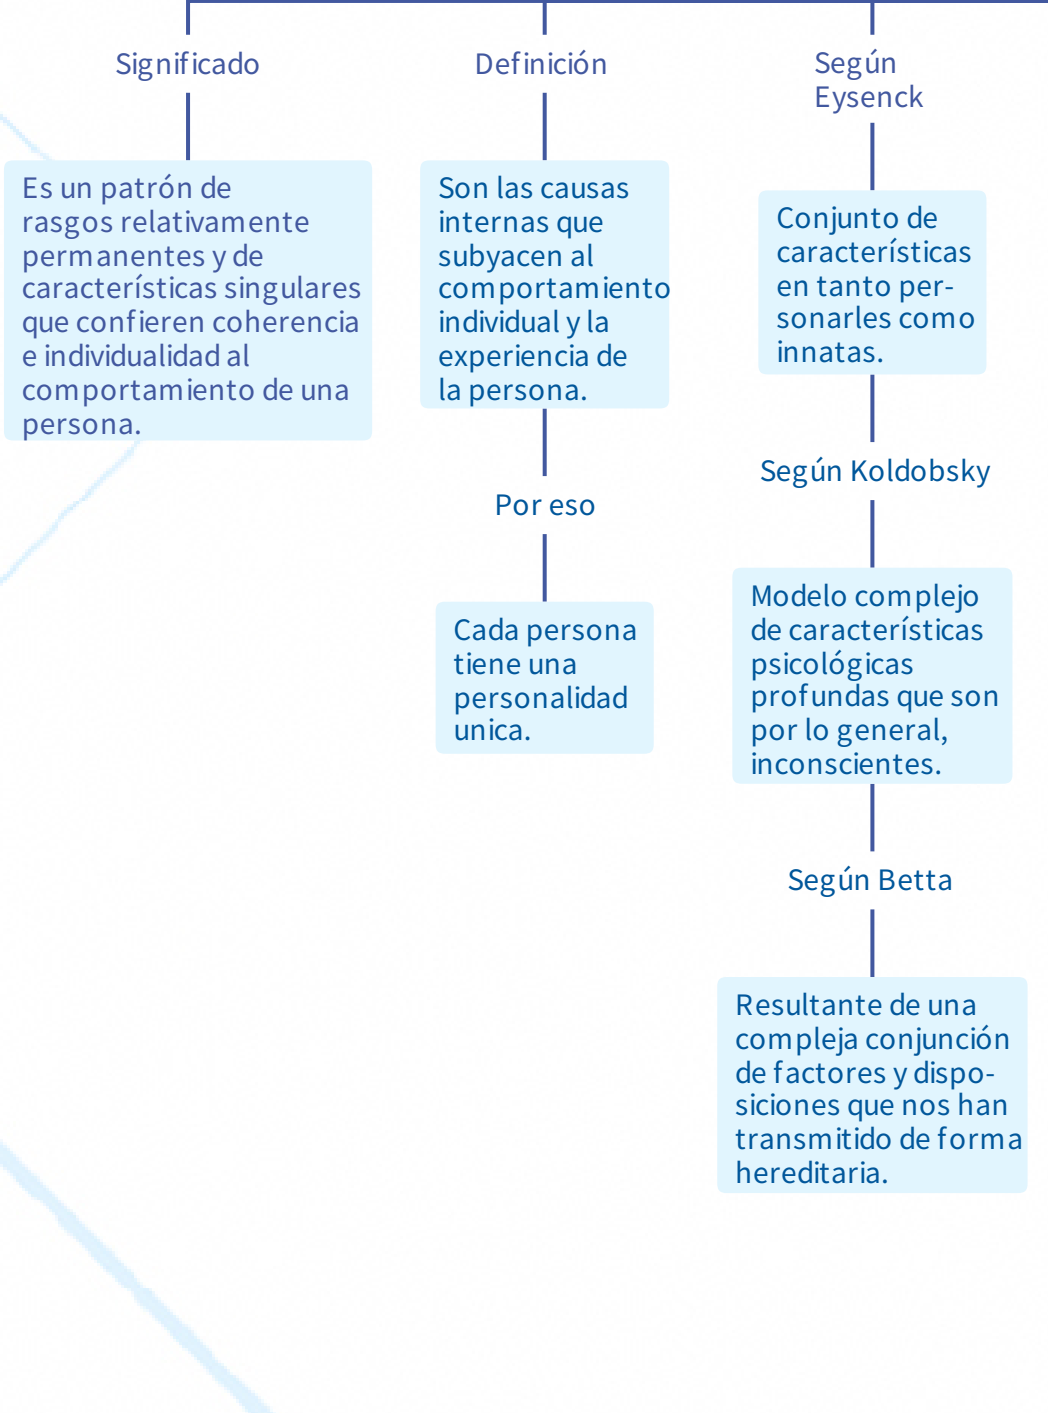 Significado
Es un patrón de
rasgos relativamente
permanentes y de
características singulares
que confieren coherencia
e individualidad al
comportamiento de una
persona.
Definición
Son las causas
internas que
subyacen al
comportamiento
individual y la
experiencia de
la persona.
Por eso
Cada persona
tiene una
personalidad
unica.
Según
Eysenck
Conjunto de
características
en tanto per-
sonarles como
innatas.
Según Koldobsky
Modelo complejo
de características
psicológicas
profundas que son
por lo general,
inconscientes.
Según Betta
Resultante de una
compleja conjunción
de factores y dispo-
siciones que nos han
transmitido de forma
hereditaria.